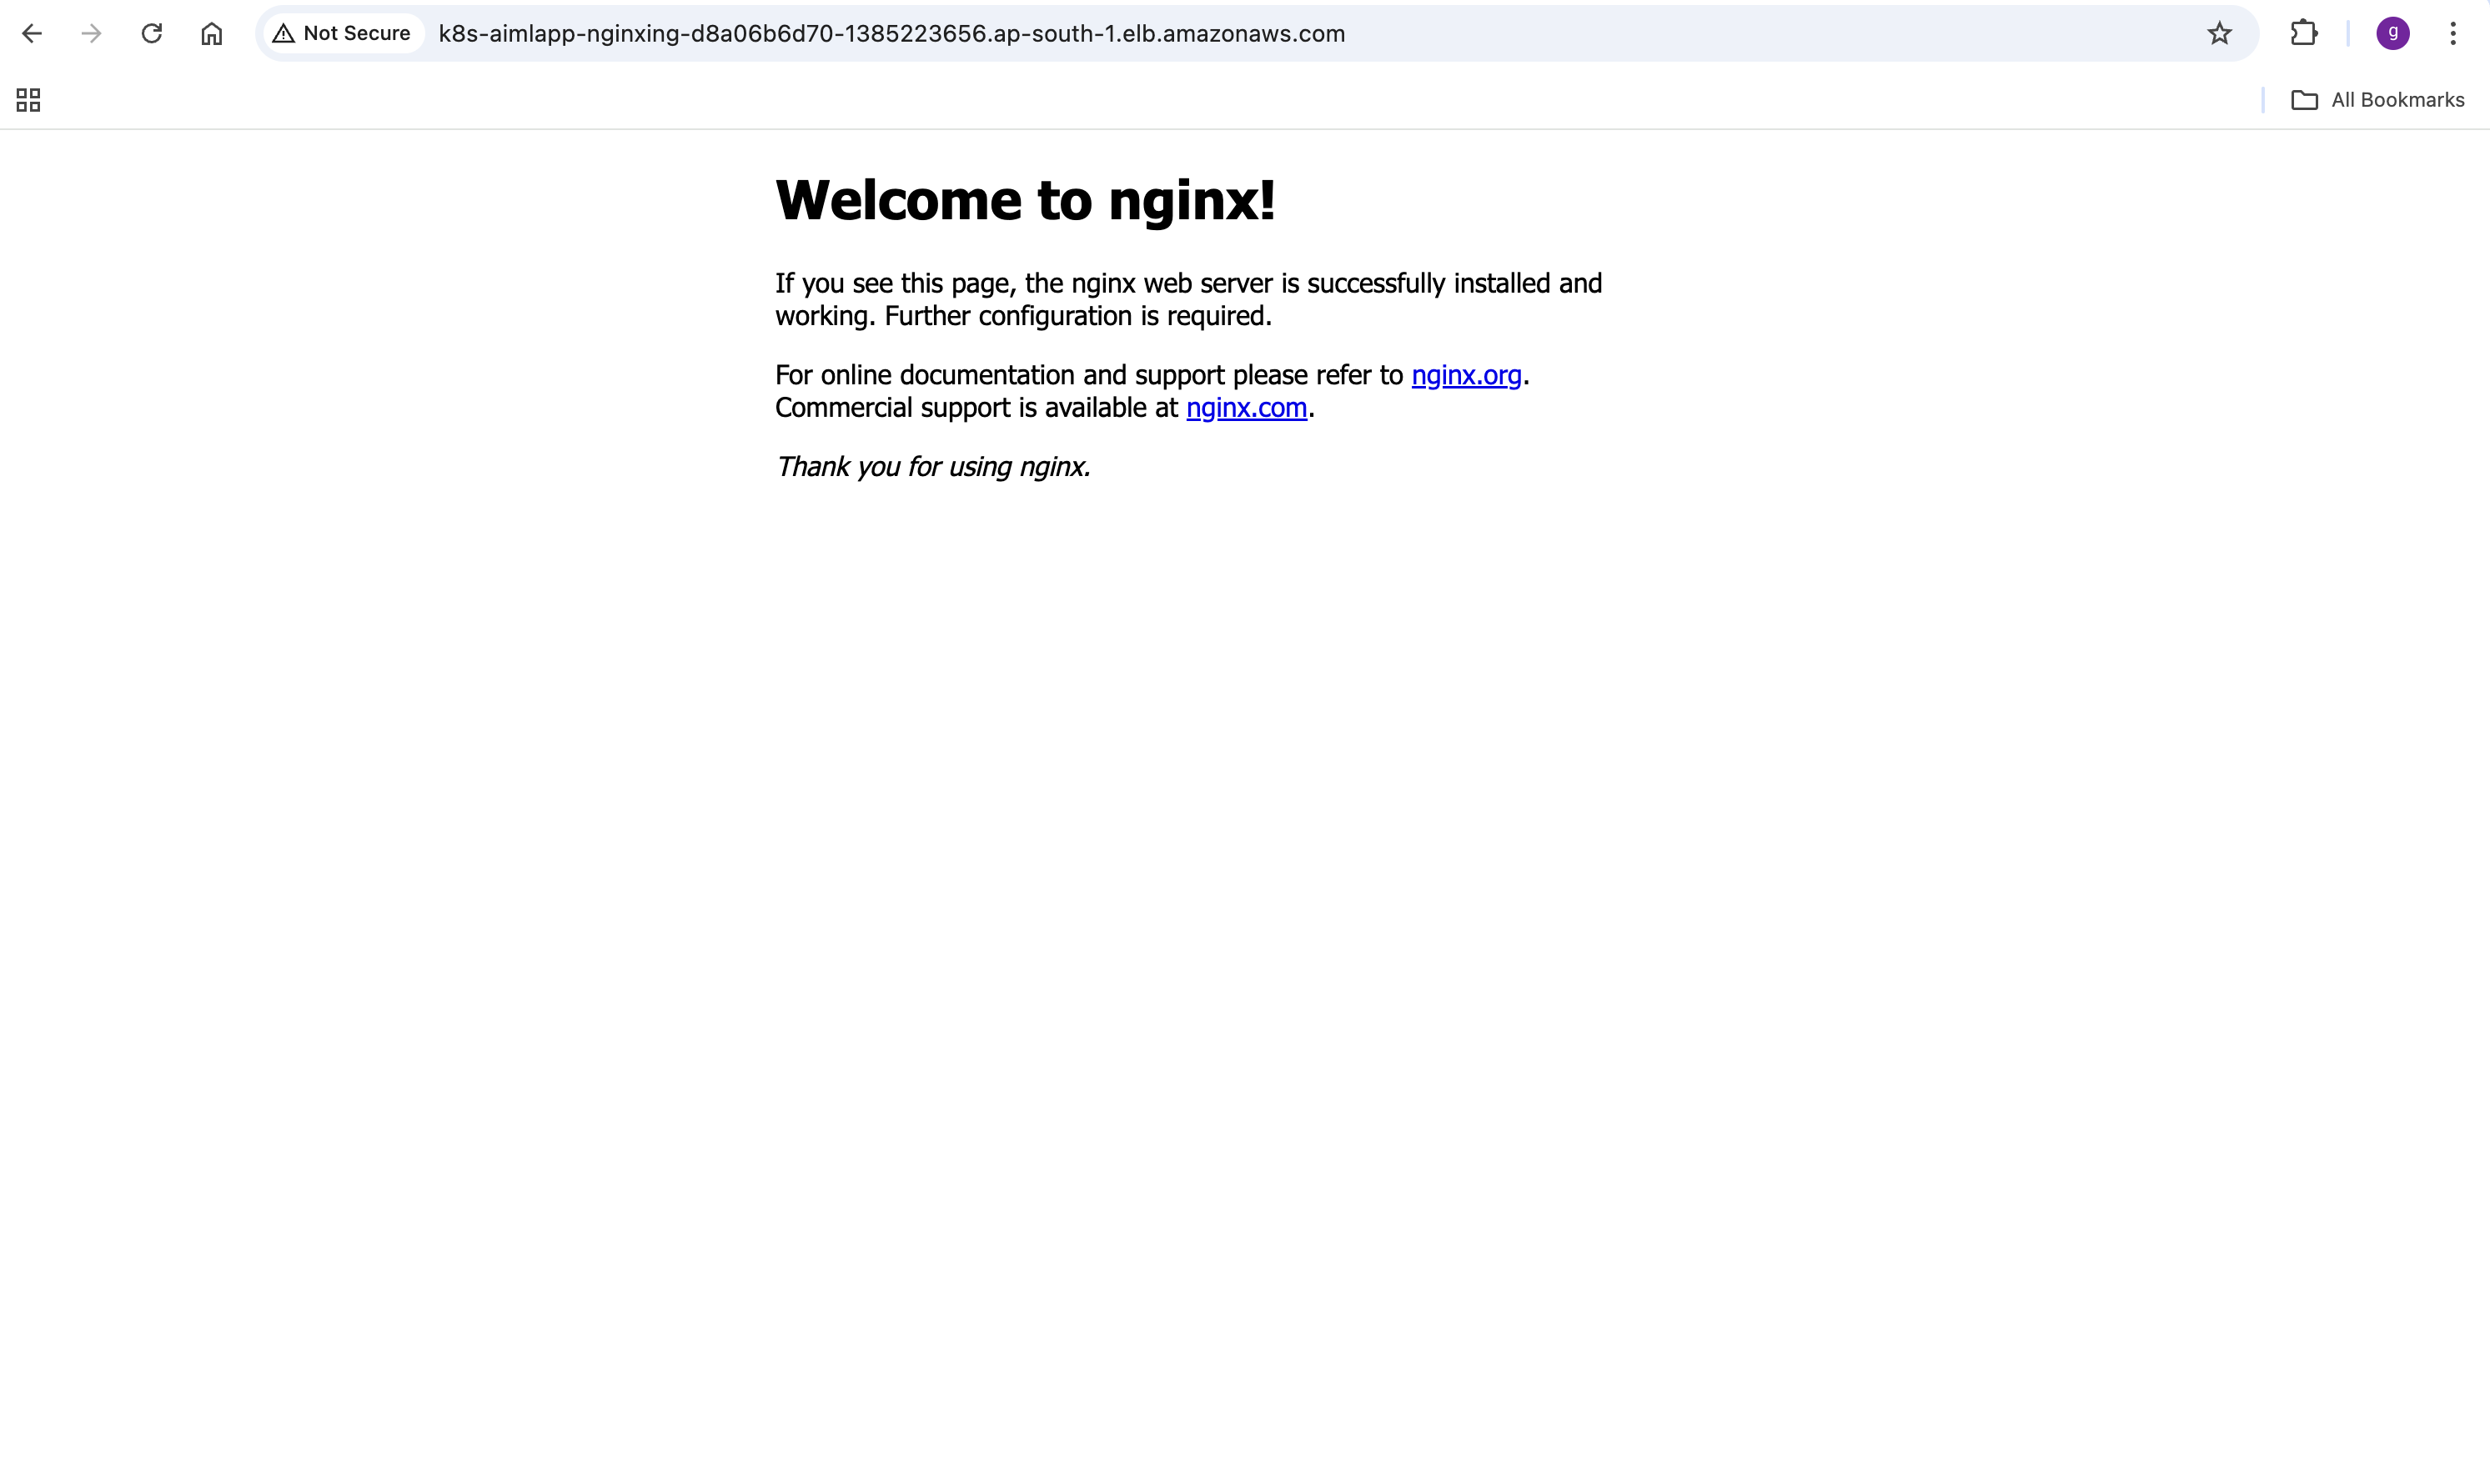 Not Secure
k8s-aimlapp-nginxing-d8a06b6d70-1385223656.ap-south-1.elb.amazonaws.com
g
All Bookmarks
Welcome to nginx!
If you see this page, the nginx web server is successfully installed and
working. Further configuration is required.
For online documentation and support please refer to nginx.org.
Commercial support is available at nginx.com.
Thank you for using nginx.